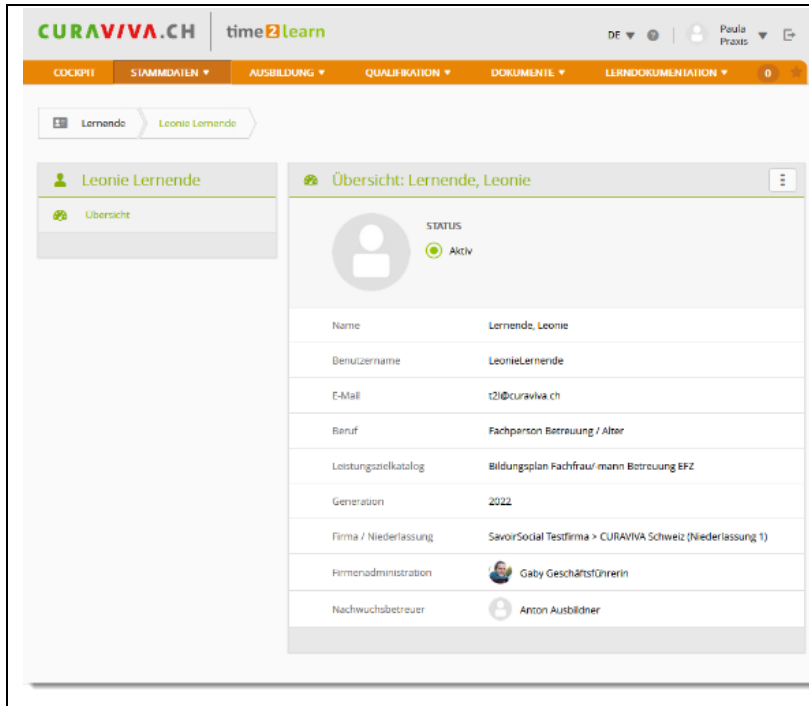 CURAVIVA.CH time2learn DE Paula
Praxis
COCKPIT STAMMDATEN AUSBILDUNG QUALIFIKATION DOKUMENTE LERNDOKUMENTATION 0
Lernende Leonie Lernende
Leonie Lernende
Übersicht
Übersicht: Lernende, Leonie
STATUS
Aktiv
Name Lernende, Leonie
Benutzername LeonieLernende
E-Mail t2l@curaviva.ch
Beruf Fachperson Betreuung / Alter
Leistungszielkatalog Bildungsplan Fachfrau/-mann Betreuung EFZ
Generation 2022
Firma / Niederlassung SavoirSocial Testfirma > CURAVIVA Schweiz (Niederlassung 1)
Firmenadministration Gaby Geschäftsführerin
Nachwuchsbetreuer Anton Ausbildner